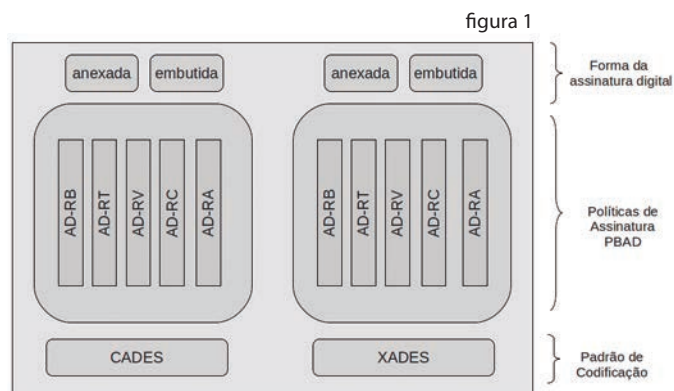 figura 1
anexada
embutida
anexada
embutida
Forma da
assinatura digital
AD-RB
AD-RT
AD-RV
AD-RC
AD-RA
AD-RB
AD-RT
AD-RV
AD-RC
AD-RA
Políticas de
Assinatura
PBAD
CADES
XADES
Padrão de
Codificação